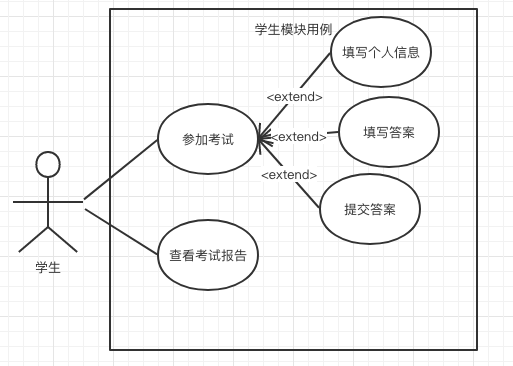 学生模块用例
填写个人信息
<extend>
参加考试
<extend>
填写答案
<extend>
提交答案
查看考试报告
学生